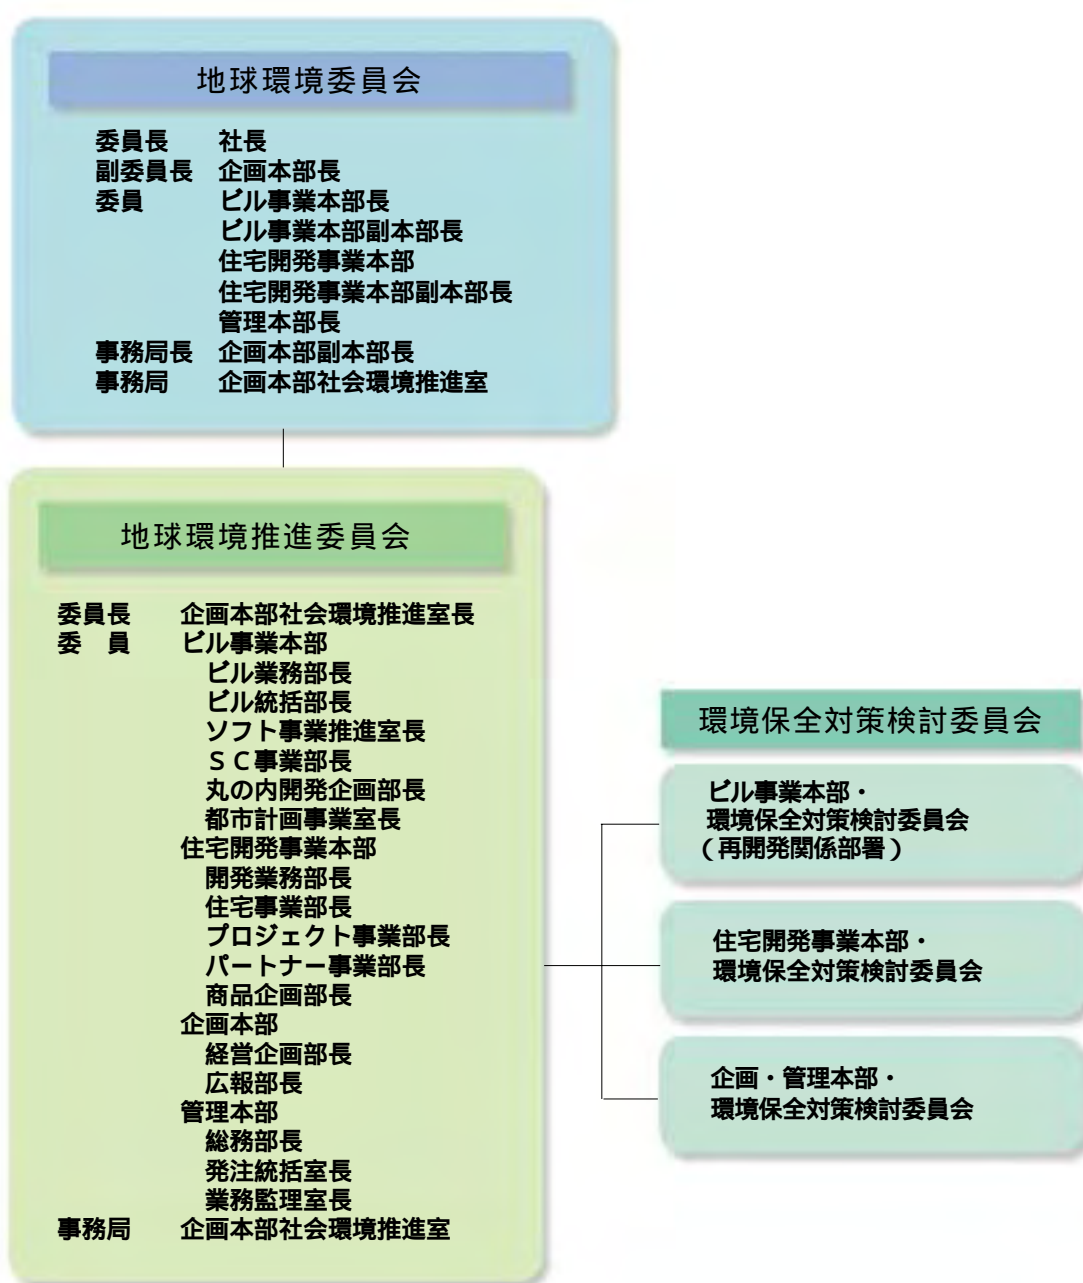 地球環境委員会
委員長 社長
副委員長 企画本部長
委員 ビル事業本部長
ビル事業本部副本部長
住宅開発事業本部
住宅開発事業本部副本部長
管理本部長
事務局長 企画本部副本部長
事務局 企画本部社会環境推進室
地球環境推進委員会
委員長 企画本部社会環境推進室長
委　員 ビル事業本部
ビル業務部長
ビル統括部長
ソフト事業推進室長
ＳＣ事業部長
丸の内開発企画部長
都市計画事業室長
住宅開発事業本部
開発業務部長
住宅事業部長
プロジェクト事業部長
パートナー事業部長
商品企画部長
企画本部
経営企画部長
広報部長
管理本部
総務部長
発注統括室長
業務監理室長
事務局 企画本部社会環境推進室
環境保全対策検討委員会
ビル事業本部・
環境保全対策検討委員会
（再開発関係部署）
住宅開発事業本部・
環境保全対策検討委員会
企画・管理本部・
環境保全対策検討委員会